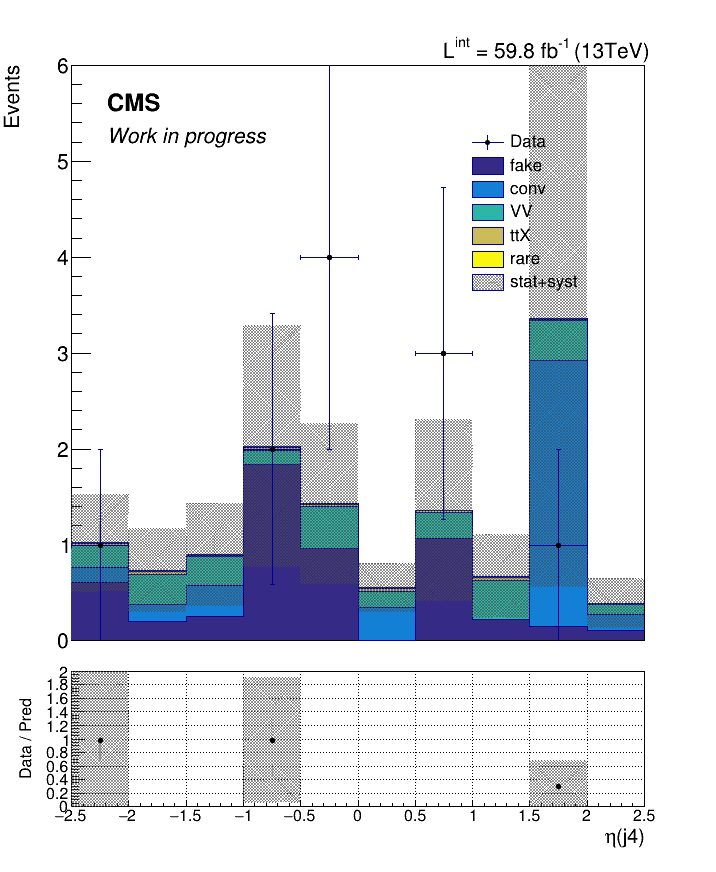 L^int = 59.8 fb^-1 (13TeV)
Events
CMS
Work in progress
Data
fake
conv
VV
ttX
rare
stat+syst
6
5
4
3
2
1
0
Data / Pred
2
1.8
1.6
1.4
1.2
1
0.8
0.6
0.4
0.2
0
−2.5 −2 −1.5 −1 −0.5 0 0.5 1 1.5 2 2.5
η(j4)